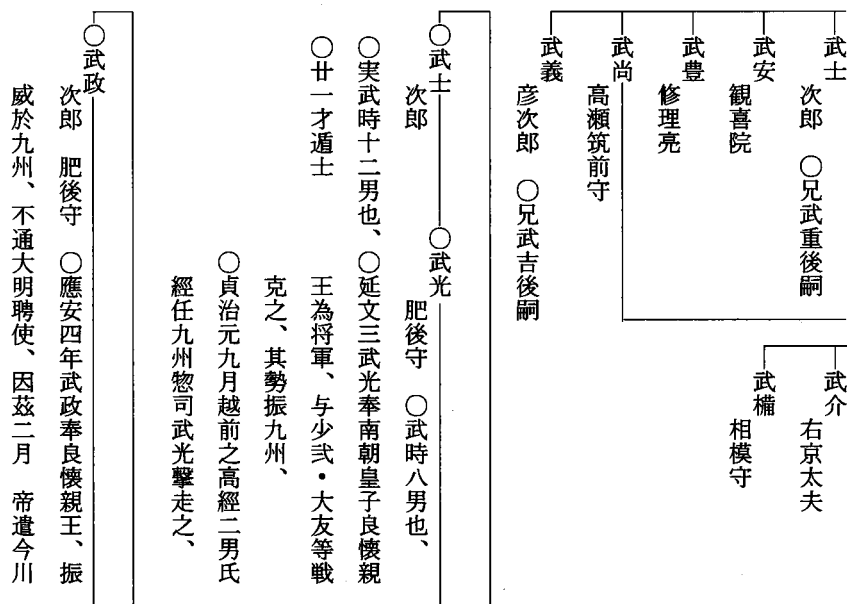 武士
次郎　○兄武重後嗣
武安
観喜院
武豊
修理亮
武尚
高瀬筑前守
武義
彦次郎　○兄武吉後嗣
武介
右京太夫
武楯
相模守
○武士
次郎
○実武時十二男也、
○廿一才遁士
○武光
肥後守　○武時八男也、
○延文三武光奉南朝皇子良懐親
王為将軍、与少弐・大友等戦
克之、其勢振九州、
○貞治元九月越前之高經二男氏
經任九州惣司武光撃走之、
○武政
次郎　肥後守　○應安四年武政奉良懐親王、振
威於九州、不通大明聘使、因茲二月　帝遣今川